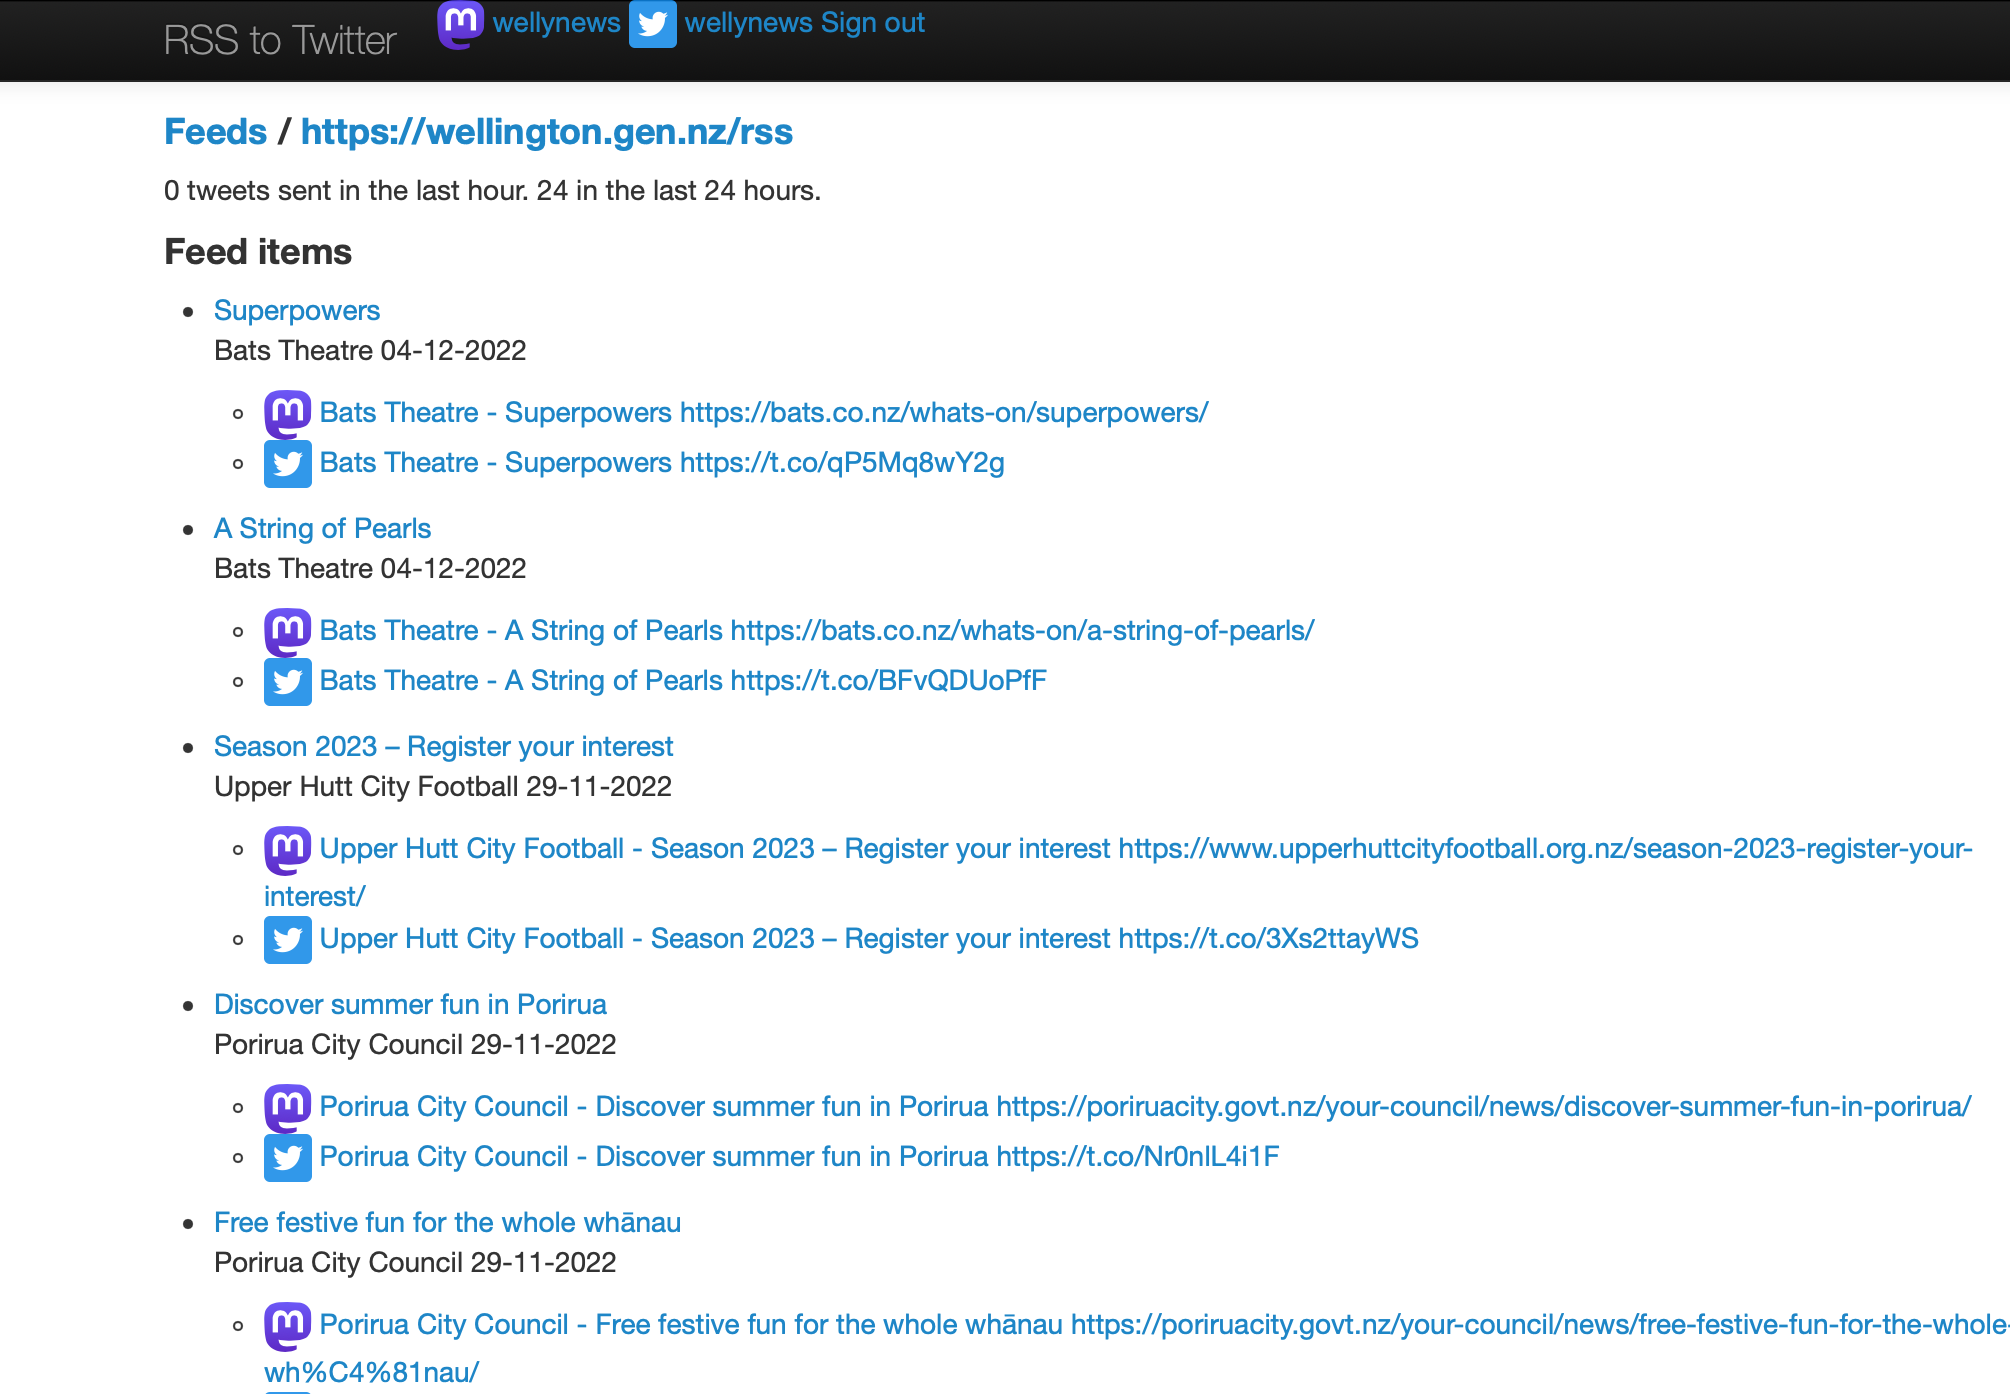 RSS to Twitter wellynews wellynews Sign out
Feeds / https://wellington.gen.nz/rss
0 tweets sent in the last hour. 24 in the last 24 hours.
Feed items
Superpowers
Bats Theatre 04-12-2022
Bats Theatre - Superpowers https://bats.co.nz/whats-on/superpowers/
Bats Theatre - Superpowers https://t.co/qP5Mq8wY2g
A String of Pearls
Bats Theatre 04-12-2022
Bats Theatre - A String of Pearls https://bats.co.nz/whats-on/a-string-of-pearls/
Bats Theatre - A String of Pearls https://t.co/BFvQDUoPfF
Season 2023 – Register your interest
Upper Hutt City Football 29-11-2022
Upper Hutt City Football - Season 2023 – Register your interest https://www.upperhuttcityfootball.org.nz/season-2023-register-your-
interest/
Upper Hutt City Football - Season 2023 – Register your interest https://t.co/3Xs2ttayWS
Discover summer fun in Porirua
Porirua City Council 29-11-2022
Porirua City Council - Discover summer fun in Porirua https://poriruacity.govt.nz/your-council/news/discover-summer-fun-in-porirua/
Porirua City Council - Discover summer fun in Porirua https://t.co/Nr0nIL4i1F
Free festive fun for the whole whānau
Porirua City Council 29-11-2022
Porirua City Council - Free festive fun for the whole whānau https://poriruacity.govt.nz/your-council/news/free-festive-fun-for-the-whole-
wh%C4%81nau/